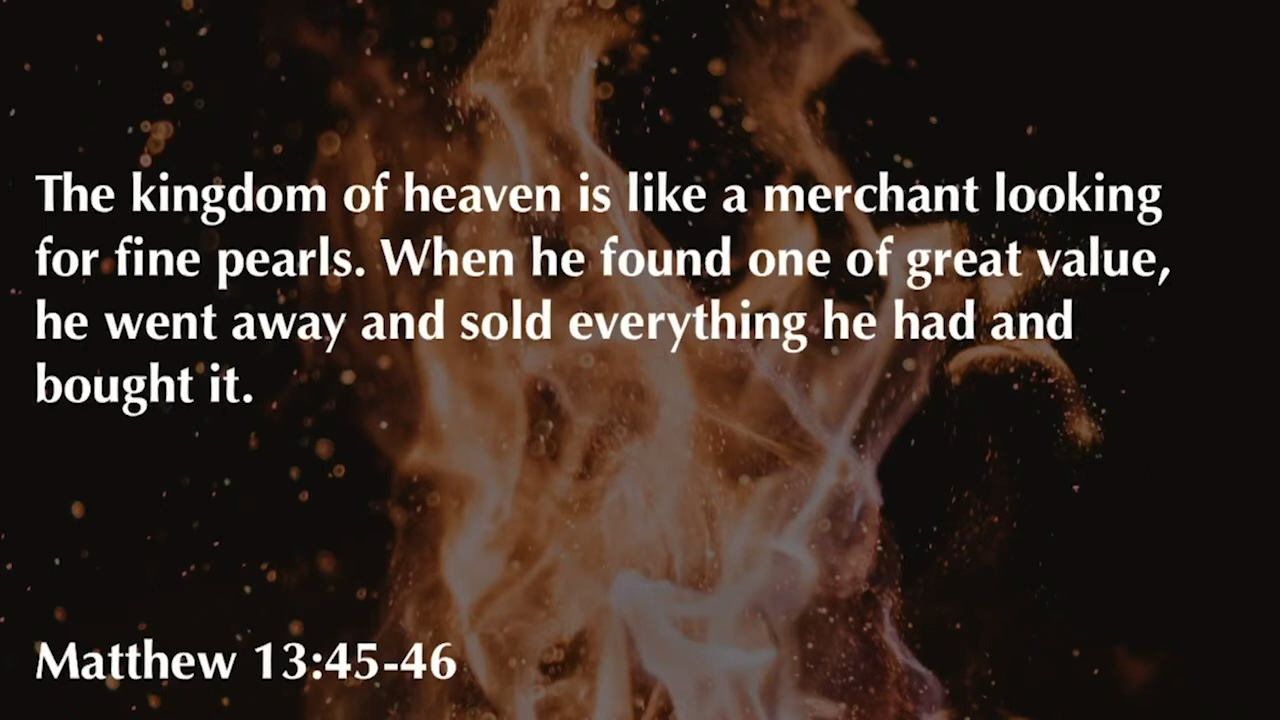 The kingdom of heaven is like a merchant looking
for fine pearls. When he found one of great value,
he went away and sold everything he had and
bought it.
Matthew 13:45-46